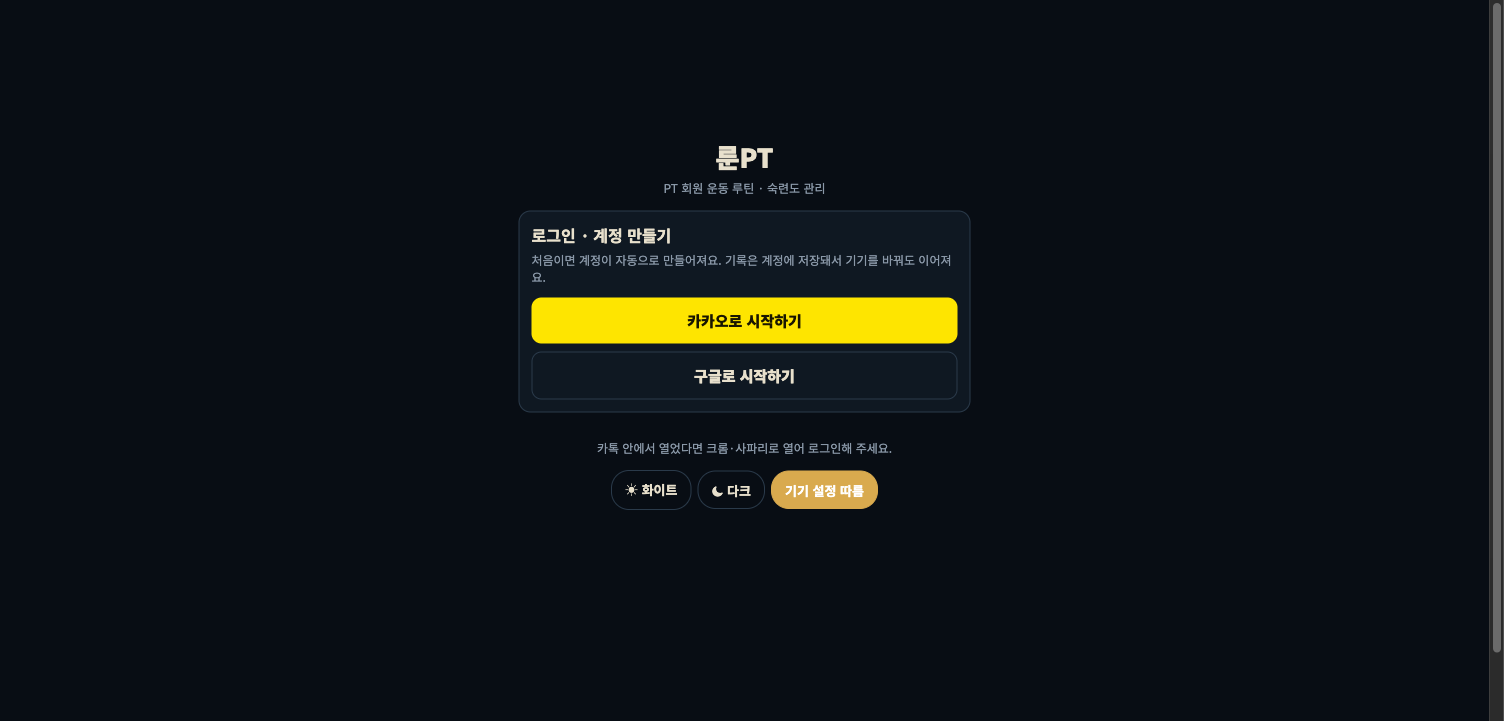 룬PT
PT 회원 운동 루틴 · 숙련도 관리
로그인 · 계정 만들기
처음이면 계정이 자동으로 만들어져요. 기록은 계정에 저장돼서 기기를 바꿔도 이어져
요.
카카오로 시작하기
구글로 시작하기
카톡 안에서 열었다면 크롬·사파리로 열어 로그인해 주세요.
☀ 화이트
🌙 다크
기기 설정 따름